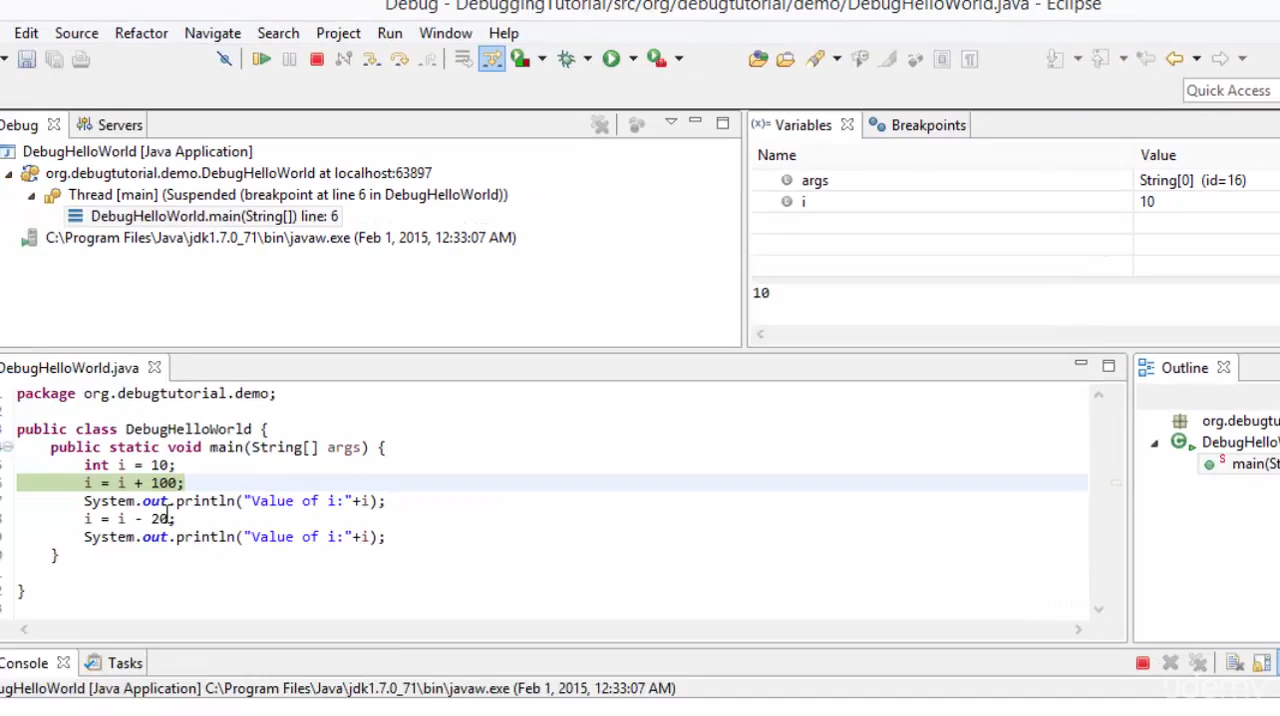 Debug - DebuggingTutorial/src/org/debugtutorial/demo/DebugHelloWorld.java - Eclipse
Edit Source Refactor Navigate Search Project Run Window Help
Quick Access
Debug Servers
DebugHelloWorld [Java Application]
org.debugtutorial.demo.DebugHelloWorld at localhost:63897
Thread [main] (Suspended (breakpoint at line 6 in DebugHelloWorld))
DebugHelloWorld.main(String[]) line: 6
C:\Program Files\Java\jdk1.7.0_71\bin\javaw.exe (Feb 1, 2015, 12:33:07 AM)
(x)= Variables Breakpoints
Name Value
args String[0] (id=16)
i 10
10
DebugHelloWorld.java
package org.debugtutorial.demo;
public class DebugHelloWorld {
public static void main(String[] args) {
int i = 10;
i = i + 100;
System.out.println("Value of i:"+i);
i = i - 20;
System.out.println("Value of i:"+i);
}
}
Outline
org.debugtu
DebugHello
main(St
Console Tasks
ugHelloWorld [Java Application] C:\Program Files\Java\jdk1.7.0_71\bin\javaw.exe (Feb 1, 2015, 12:33:07 AM)
udemy